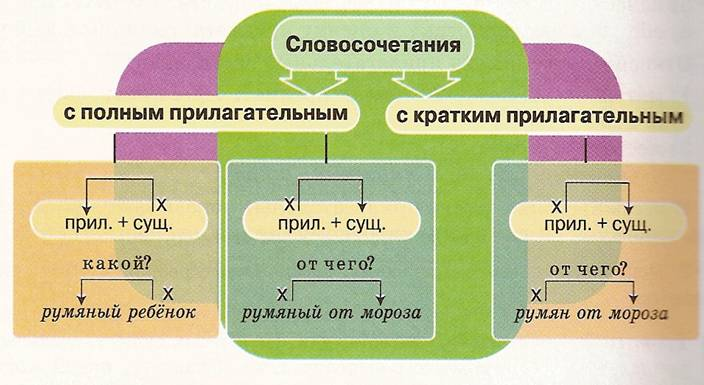 Словосочетания
с полным прилагательным
с кратким прилагательным
х
прил. + сущ.
какой?
х
румяный ребёнок
х
прил. + сущ.
от чего?
х
румяный от мороза
х
прил. + сущ.
от чего?
х
румян от мороза